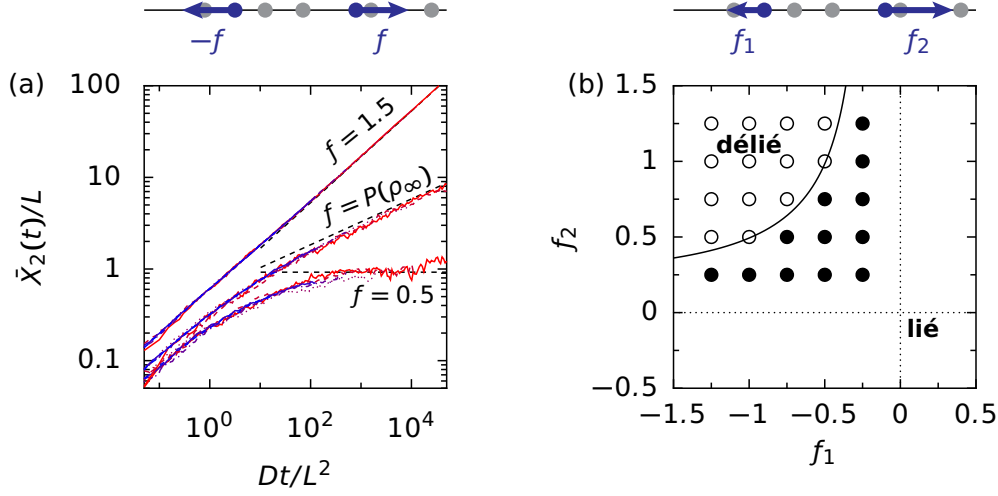 −f
f
f₁
f₂
(a)
100
10
1
0.1
X̄₂(t)/L
f = 1.5
f = P(ρ∞)
f = 0.5
10⁰
10²
10⁴
Dt/L²
(b)
1.5
1
0.5
0
−0.5
f₂
délié
lié
−1.5
−1
−0.5
0
0.5
f₁